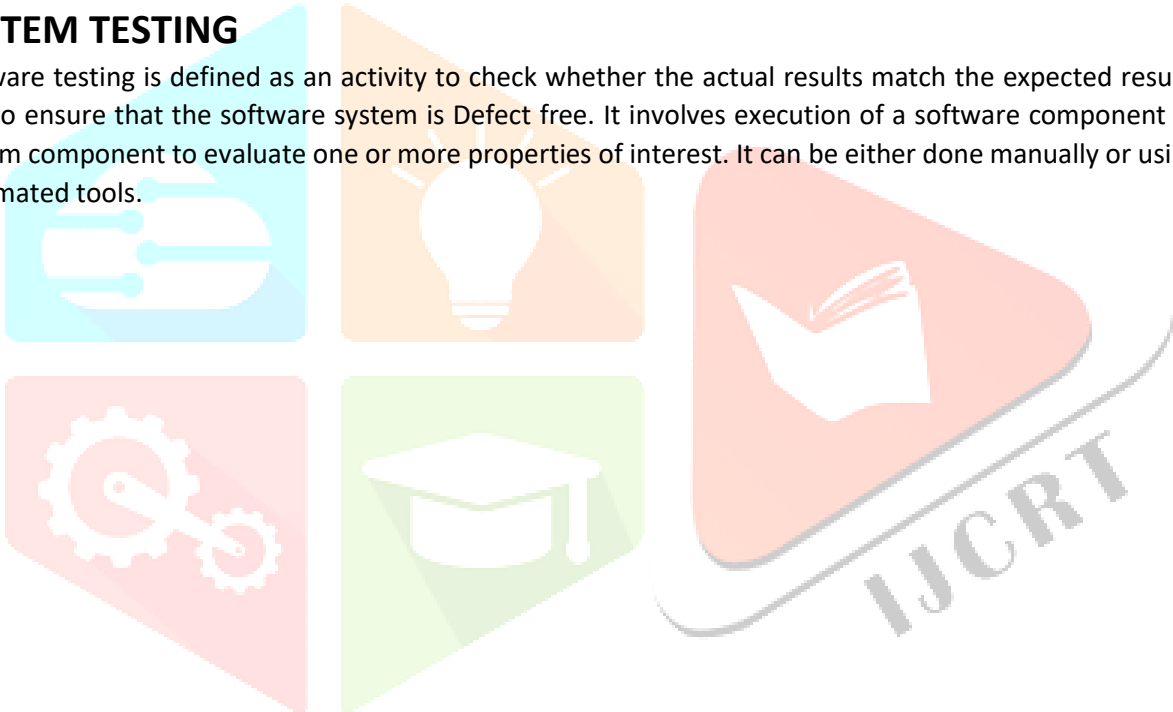 TEM TESTING
ware testing is defined as an activity to check whether the actual results match the expected resu
o ensure that the software system is Defect free. It involves execution of a software component
m component to evaluate one or more properties of interest. It can be either done manually or usi
mated tools.
IJCRT